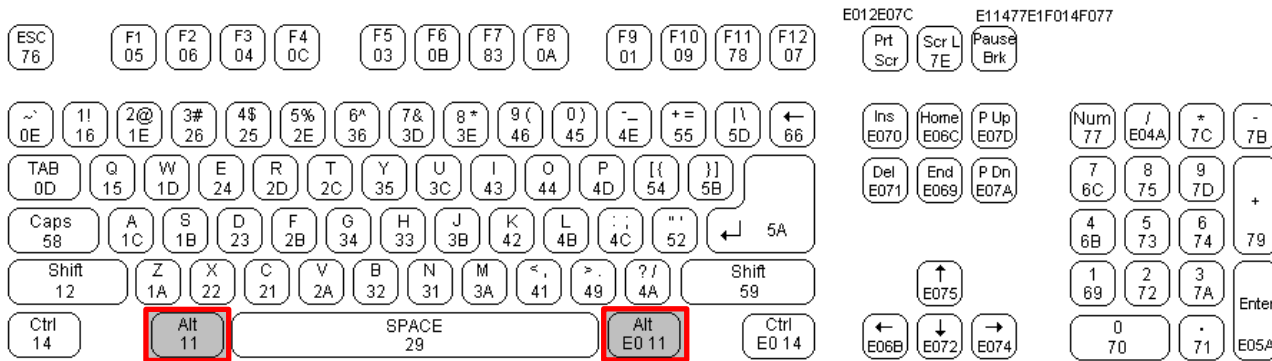 E012E07C E11477E1F014F077
ESC F1 F2 F3 F4 F5 F6 F7 F8 F9 F10 F11 F12 Prt Scr L Pause
76 05 06 04 0C 03 0B 83 0A 01 09 78 07 Scr 7E Brk
~` 1! 2@ 3# 4$ 5% 6^ 7& 8* 9( 0) -_ += |\ ← Ins Home P Up Num / * -
0E 16 1E 26 25 2E 36 3D 3E 46 45 4E 55 5D 66 E070 E06C E07D 77 E04A 7C 7B
TAB Q W E R T Y U I O P [{ }] Del End P Dn 7 8 9
0D 15 1D 24 2D 2C 35 3C 43 44 4D 54 5B E071 E069 E07A 6C 75 7D
Caps A S D F G H J K L : ; " ' ↵ 5A 4 5 6 +
58 1C 1B 23 2B 34 33 3B 42 4B 4C 52 6B 73 74 79
Shift Z X C V B N M <, >. ?/ Shift ↑ 1 2 3 Enter
12 1A 22 21 2A 32 31 3A 41 49 4A 59 E075 69 72 7A
Ctrl Alt SPACE Alt Ctrl ← ↓ → 0 .
14 11 29 E0 11 E0 14 E06B E072 E074 70 71 E05A